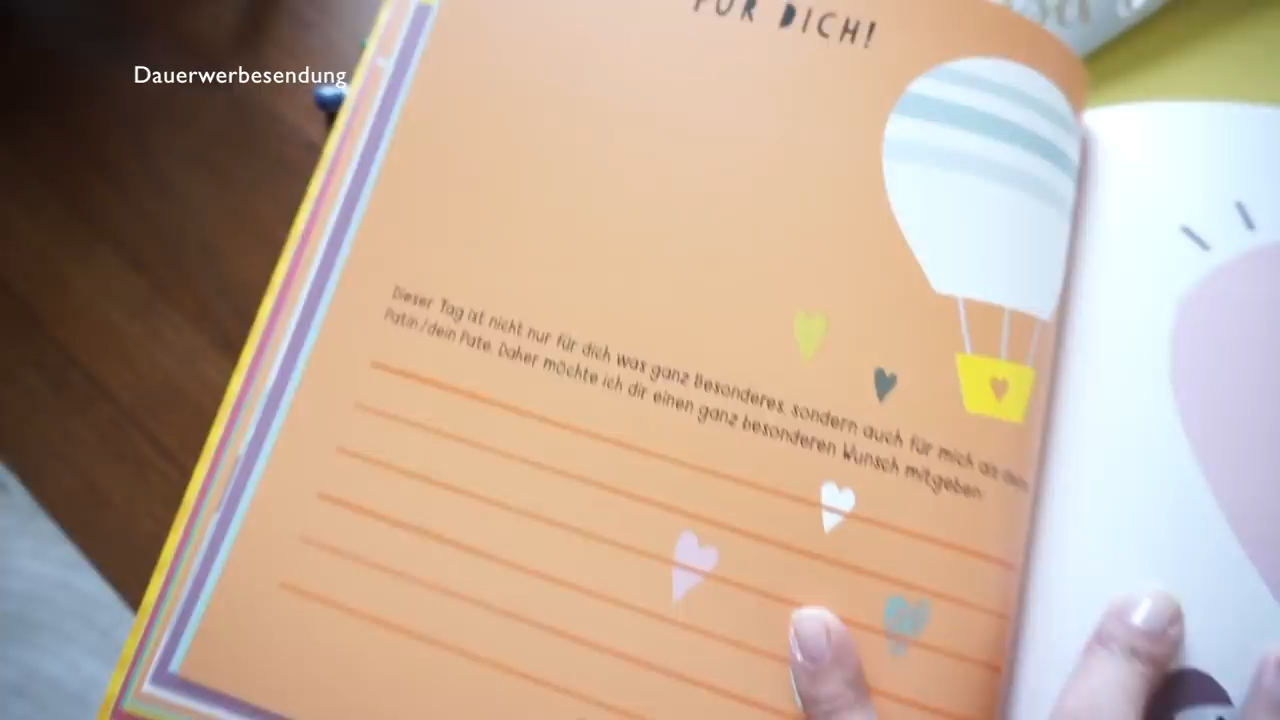 FÜR DICH!
Dauerwerbesendung
Dieser Tag ist nicht nur für dich was ganz Besonderes, sondern auch für mich als dein
Patin/dein Pate. Daher möchte ich dir einen ganz besonderen Wunsch mitgeben: